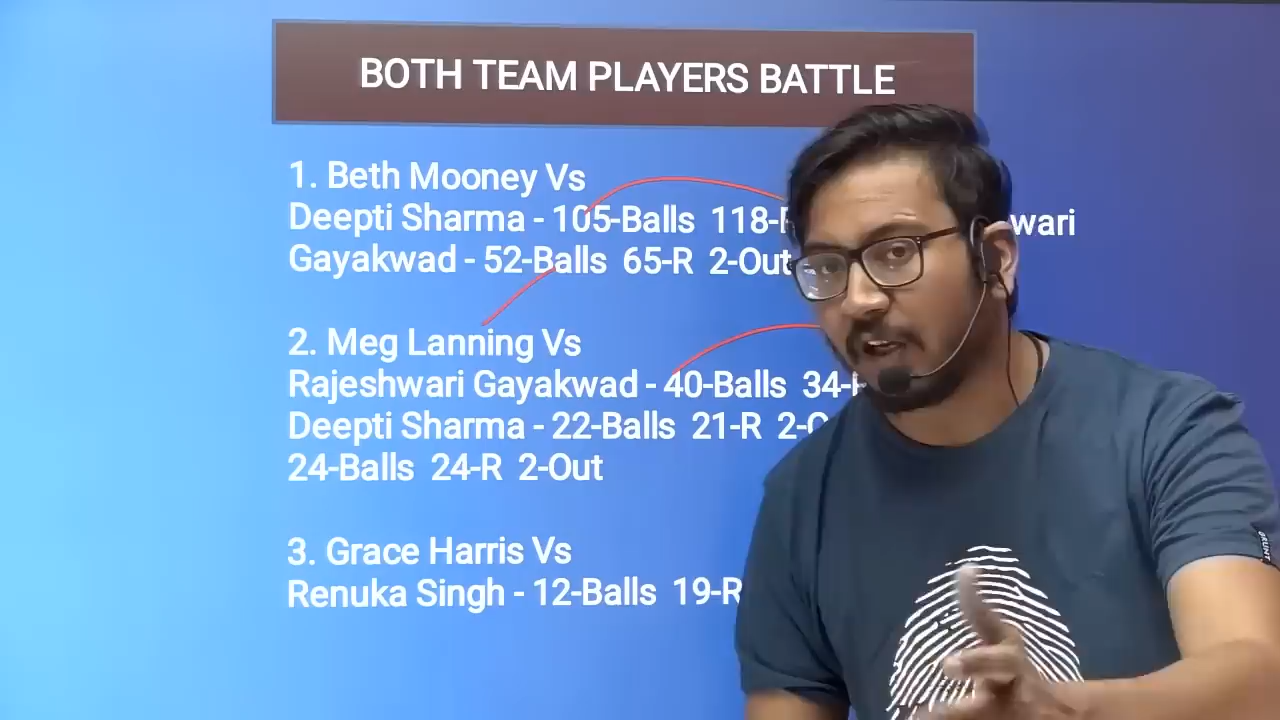 BOTH TEAM PLAYERS BATTLE
1. Beth Mooney Vs
Deepti Sharma - 105-Balls 118-
Gayakwad - 52-Balls 65-R 2-Out
2. Meg Lanning Vs
Rajeshwari Gayakwad - 40-Balls 34-
Deepti Sharma - 22-Balls 21-R
24-Balls 24-R 2-Out
3. Grace Harris Vs
Renuka Singh - 12-Balls 19-R